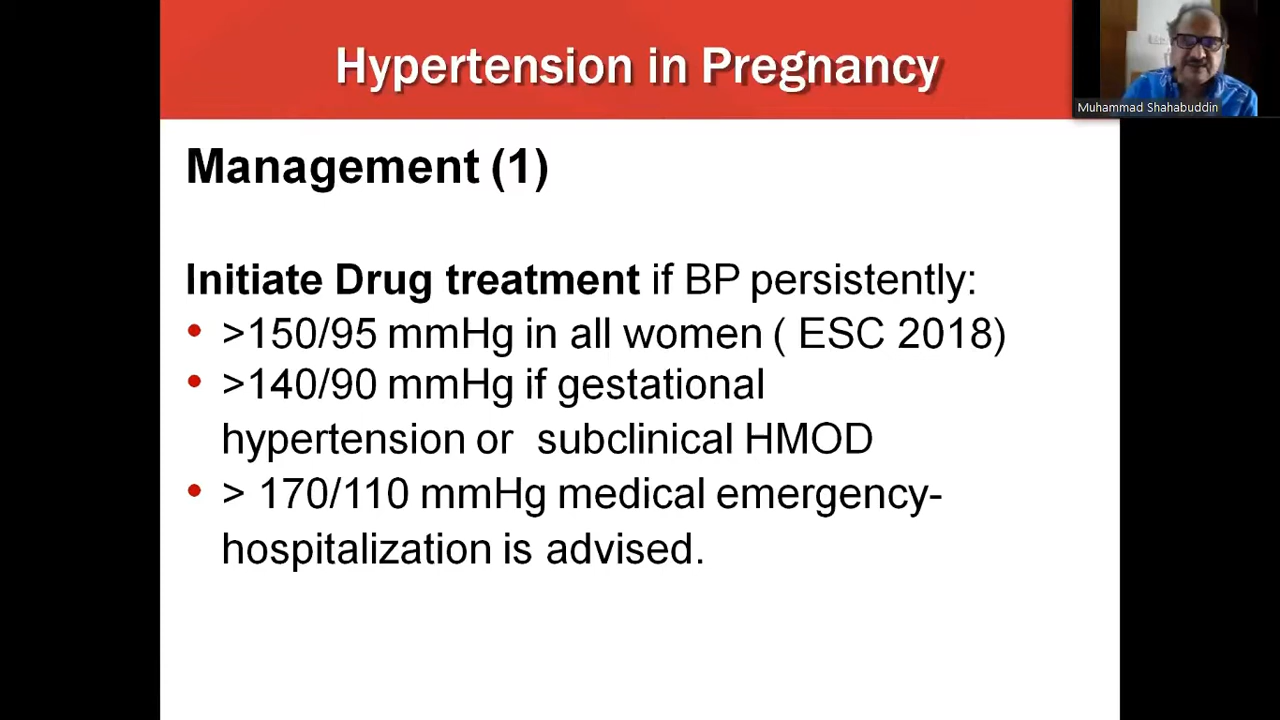 Hypertension in Pregnancy
Muhammad Shahabuddin
Management (1)
Initiate Drug treatment if BP persistently:
• >150/95 mmHg in all women ( ESC 2018)
• >140/90 mmHg if gestational
hypertension or  subclinical HMOD
• > 170/110 mmHg medical emergency-
hospitalization is advised.